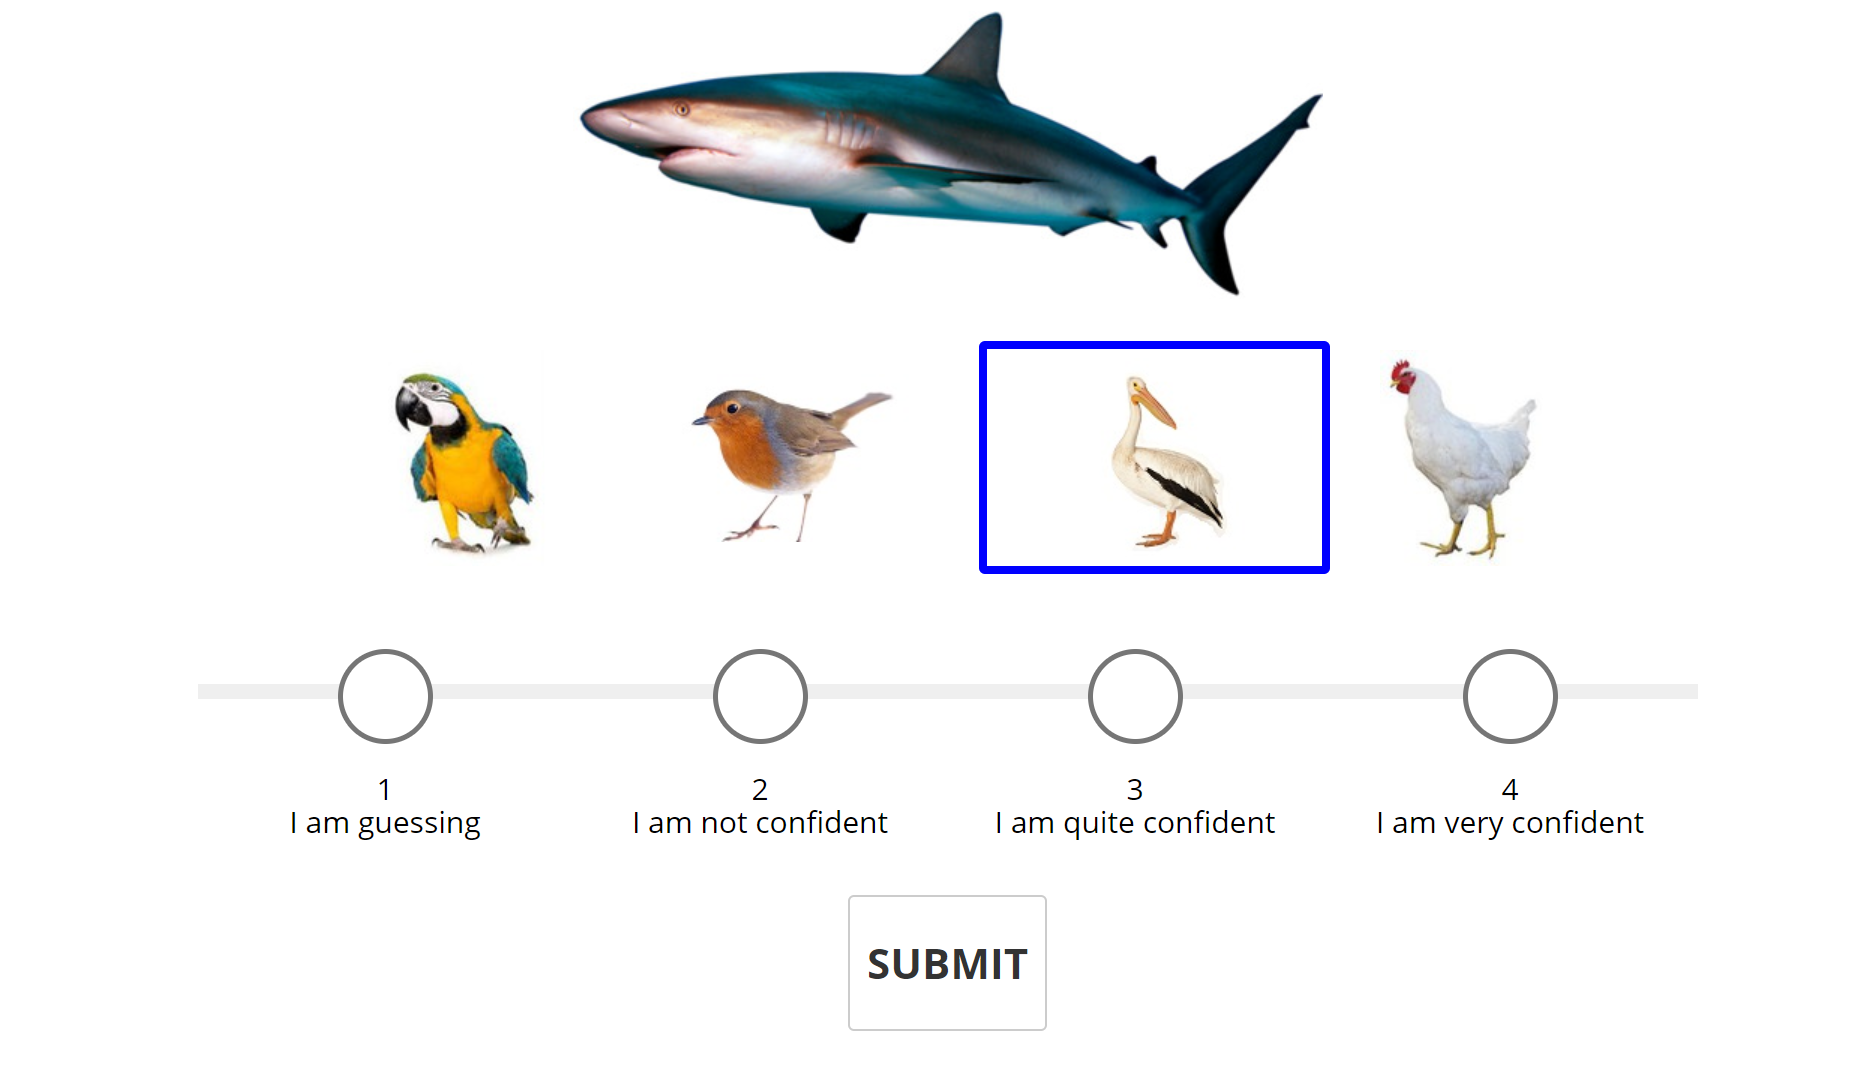 1
I am guessing
2
I am not confident
3
I am quite confident
4
I am very confident
SUBMIT